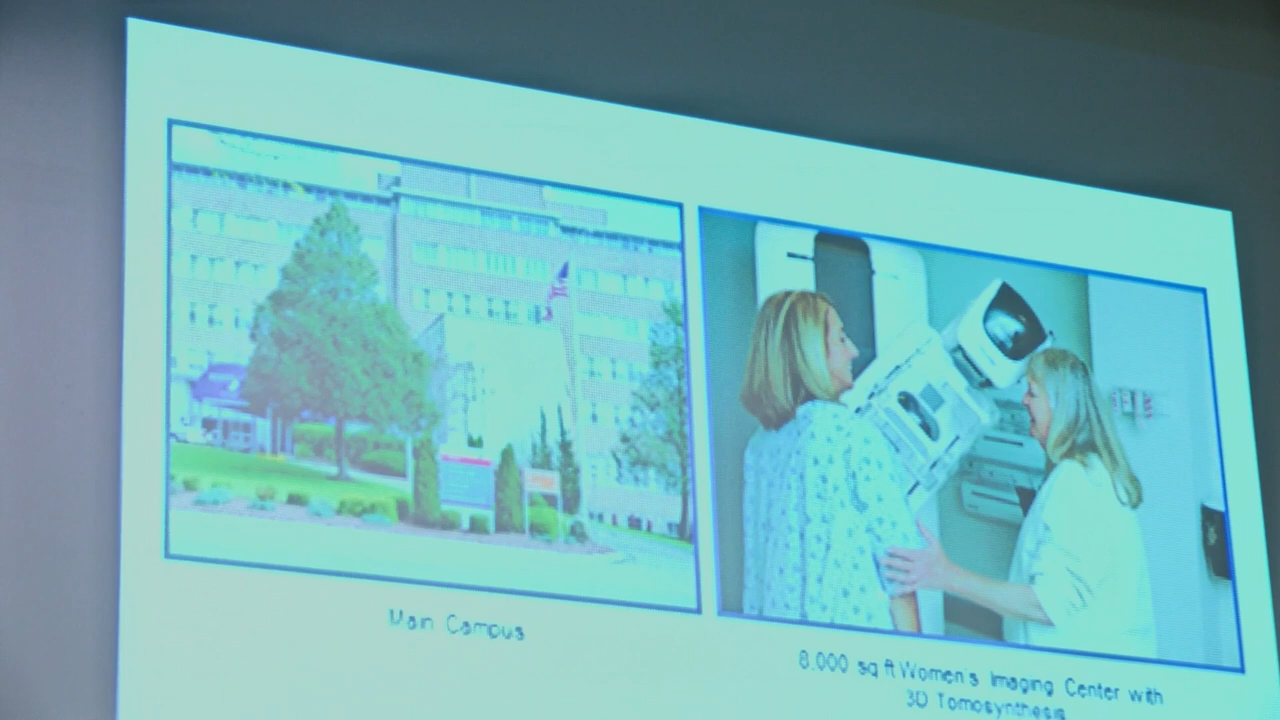 Main Campus
8,000 sq ft Women's Imaging Center with
3D Tomosynthesis